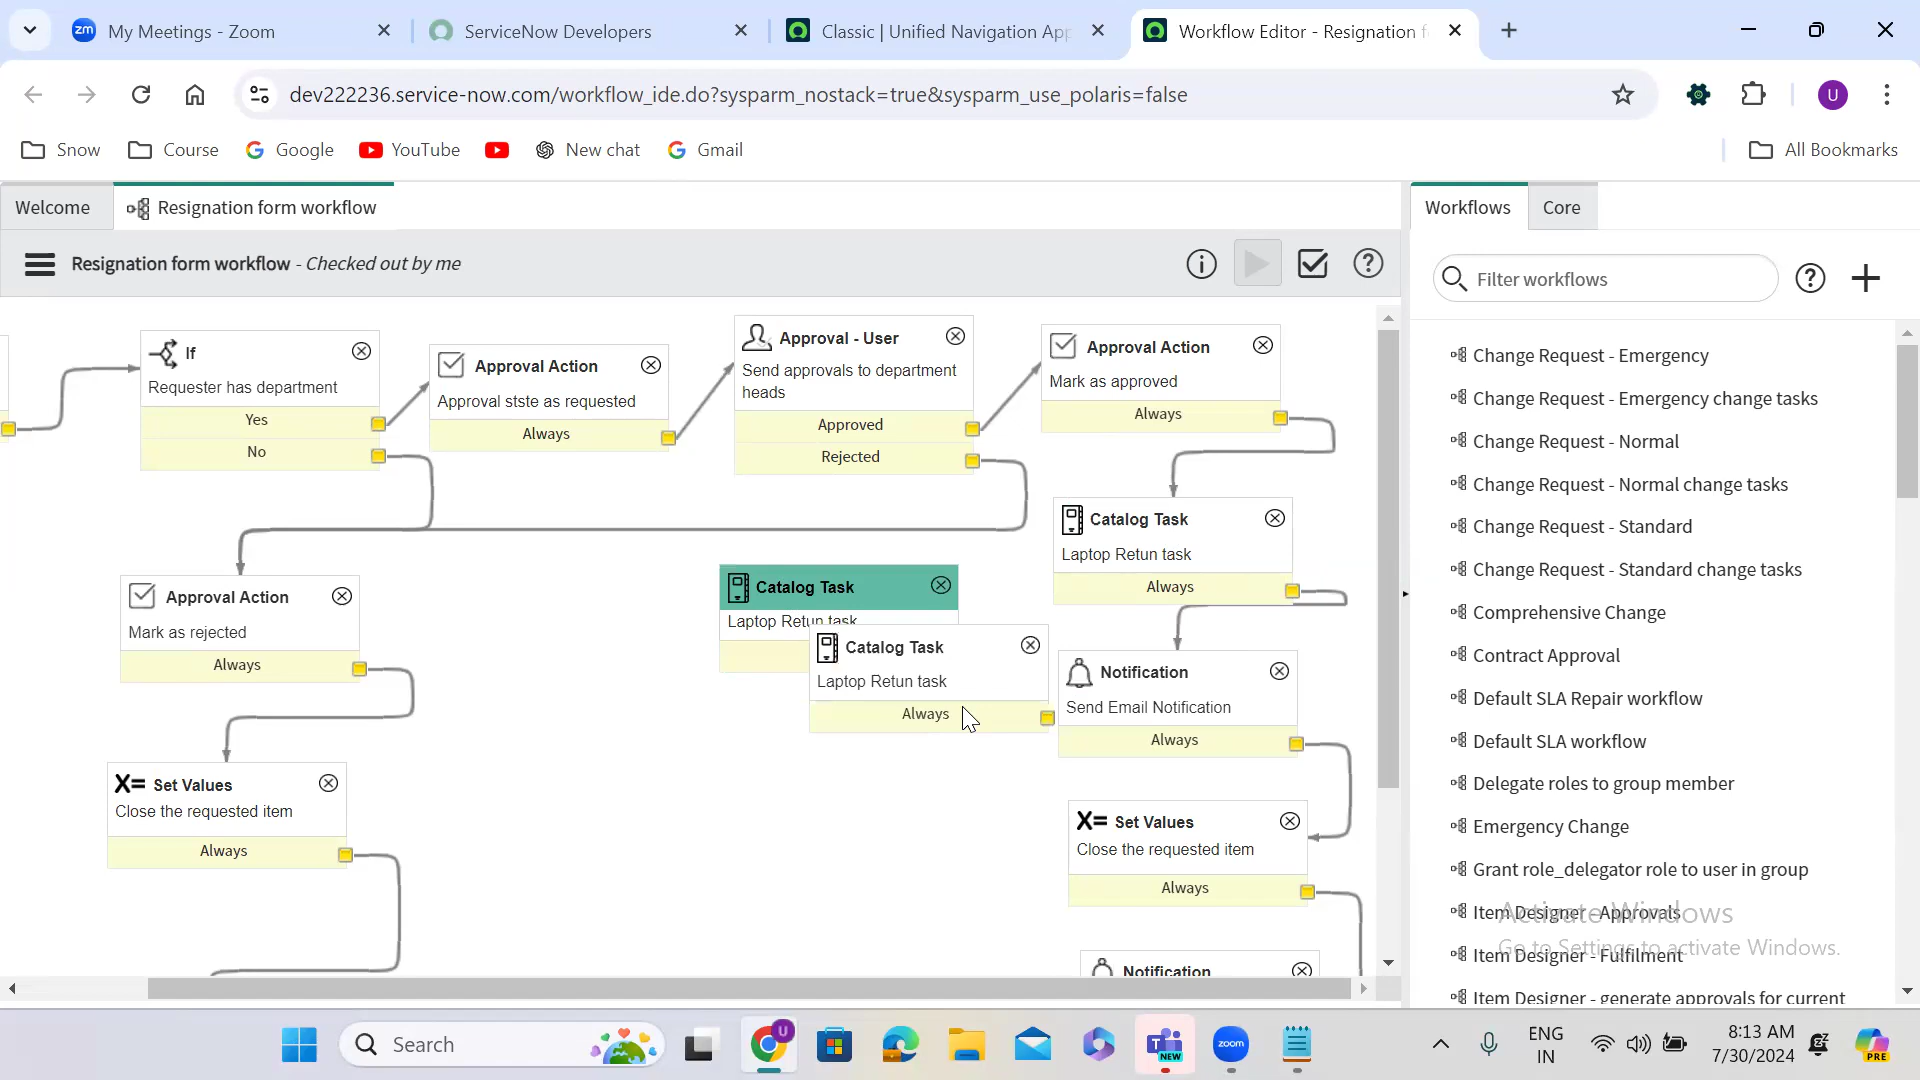 My Meetings - Zoom
ServiceNow Developers
Classic | Unified Navigation App
Workflow Editor - Resignation f
dev222236.service-now.com/workflow_ide.do?sysparm_nostack=true&sysparm_use_polaris=false
U
Snow
Course
Google
YouTube
New chat
Gmail
All Bookmarks
Welcome
Resignation form workflow
Workflows
Core
Resignation form workflow - Checked out by me
Filter workflows
If
Requester has department
Yes
No
Approval Action
Approval stste as requested
Always
Approval - User
Send approvals to department
heads
Approved
Rejected
Approval Action
Mark as approved
Always
Catalog Task
Laptop Retun task
Always
Approval Action
Mark as rejected
Always
Catalog Task
Laptop Retun task
Catalog Task
Laptop Retun task
Always
Notification
Send Email Notification
Always
X= Set Values
Close the requested item
Always
X= Set Values
Close the requested item
Always
Notification
Change Request - Emergency
Change Request - Emergency change tasks
Change Request - Normal
Change Request - Normal change tasks
Change Request - Standard
Change Request - Standard change tasks
Comprehensive Change
Contract Approval
Default SLA Repair workflow
Default SLA workflow
Delegate roles to group member
Emergency Change
Grant role_delegator role to user in group
Item Designer - Approvals
Item Designer - Fulfilment
Item Designer - generate approvals for current
Activate Windows
Go to Settings to activate Windows.
Search
U
NEW
zoom
ENG
IN
8:13 AM
7/30/2024
PRE
zm